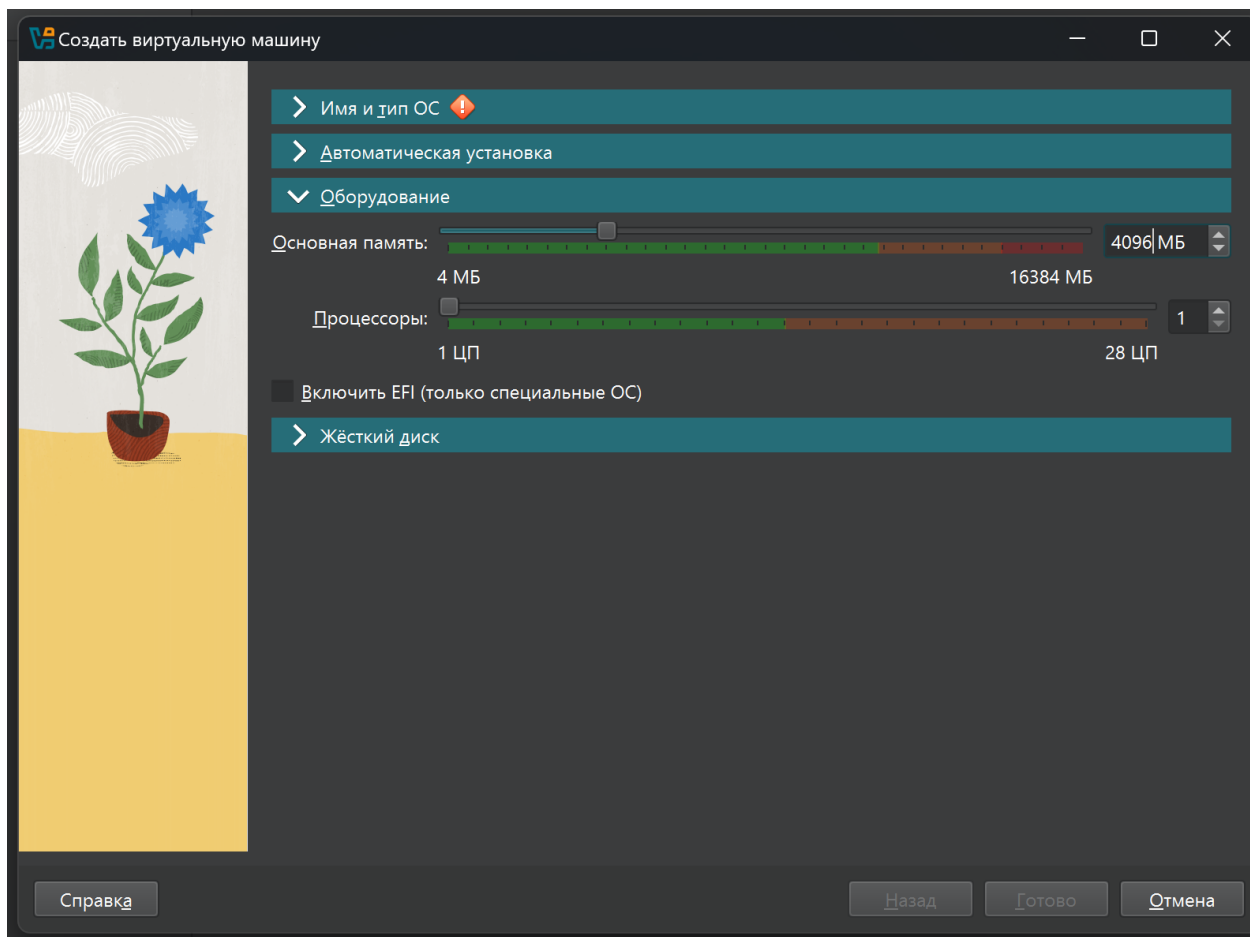 Создать виртуальную машину
Имя и тип ОС
Автоматическая установка
Оборудование
Основная память: 4096 МБ
4 МБ 16384 МБ
Процессоры: 1
1 ЦП 28 ЦП
Включить EFI (только специальные ОС)
Жёсткий диск
Справка Назад Готово Отмена